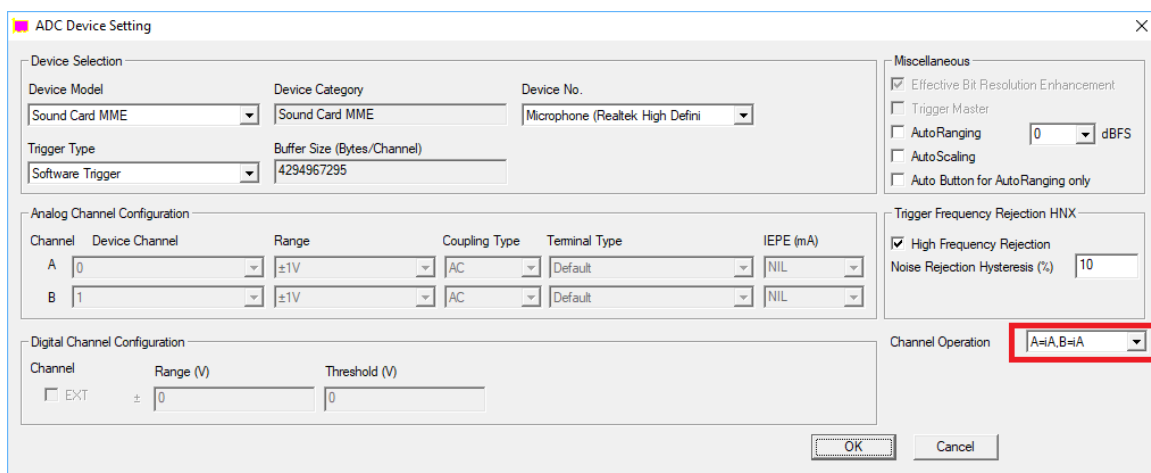 ADC Device Setting
Device Selection
Device Model
Device Category
Device No.
Sound Card MME
Sound Card MME
Microphone (Realtek High Defini
Trigger Type
Buffer Size (Bytes/Channel)
Software Trigger
4294967295
Miscellaneous
Effective Bit Resolution Enhancement
Trigger Master
AutoRanging 0 dBFS
AutoScaling
Auto Button for AutoRanging only
Analog Channel Configuration
Channel Device Channel Range Coupling Type Terminal Type IEPE (mA)
A 0 ±1V AC Default NIL
B 1 ±1V AC Default NIL
Trigger Frequency Rejection HNX
High Frequency Rejection
Noise Rejection Hysteresis (%) 10
Digital Channel Configuration
Channel Range (V) Threshold (V)
EXT ± 0 0
Channel Operation A=iA,B=iA
OK Cancel